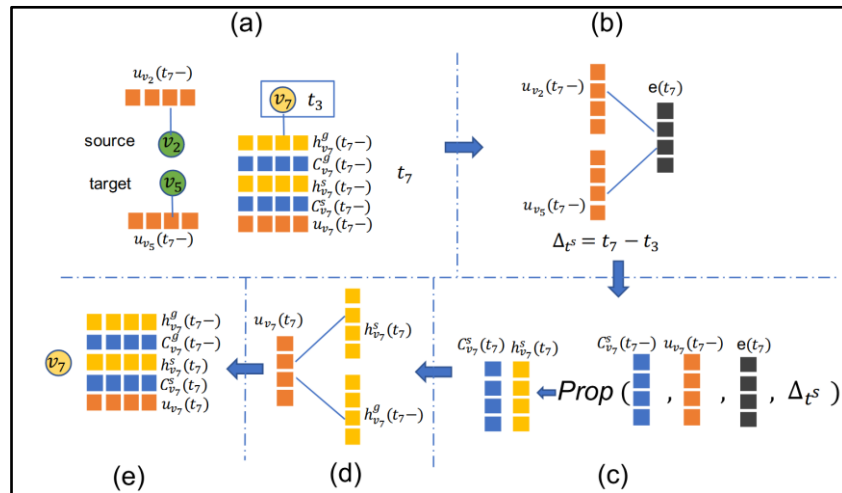 (a)
(b)
u_{v_2}(t_7−)
source
v_2
target
v_5
u_{v_5}(t_7−)
v_7 t_3
h^g_{v_7}(t_7−)
C^g_{v_7}(t_7−)
h^s_{v_7}(t_7−)
C^s_{v_7}(t_7−)
u_{v_7}(t_7−)
t_7
u_{v_2}(t_7−)
e(t_7)
u_{v_5}(t_7−)
Δ_{t^s} = t_7 − t_3
v_7
h^g_{v_7}(t_7−)
C^g_{v_7}(t_7−)
h^s_{v_7}(t_7)
C^s_{v_7}(t_7)
u_{v_7}(t_7)
u_{v_7}(t_7)
h^s_{v_7}(t_7)
h^g_{v_7}(t_7−)
C^s_{v_7}(t_7) h^s_{v_7}(t_7)
C^s_{v_7}(t_7−) u_{v_7}(t_7−) e(t_7)
Prop ( , , , Δ_{t^s} )
(e)
(d)
(c)